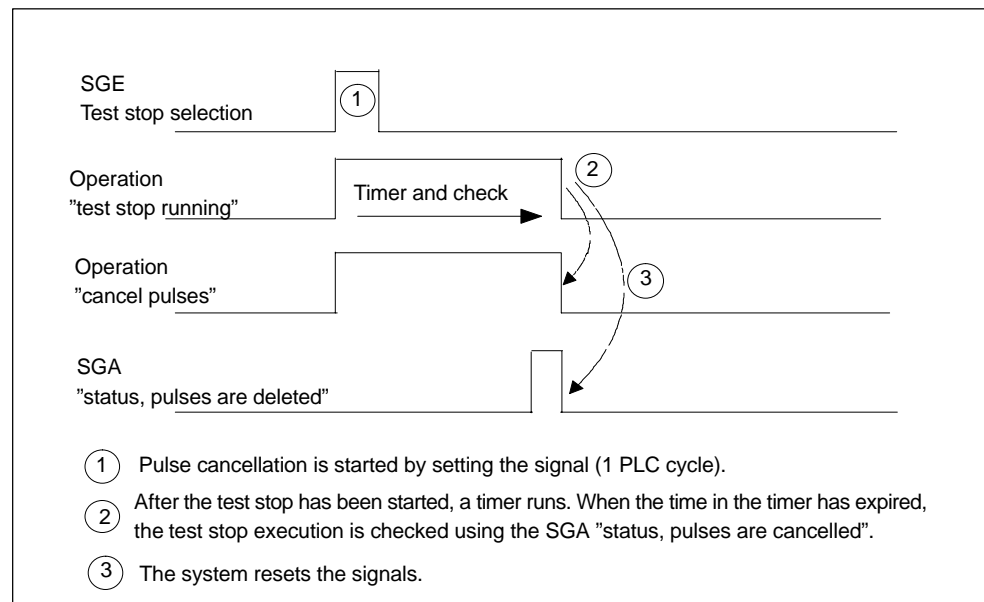 SGE
Test stop selection
1
Operation
”test stop running”
Timer and check
2
Operation
”cancel pulses”
3
SGA
”status, pulses are deleted”
1 Pulse cancellation is started by setting the signal (1 PLC cycle).
2 After the test stop has been started, a timer runs. When the time in the timer has expired,
the test stop execution is checked using the SGA ”status, pulses are cancelled”.
3 The system resets the signals.